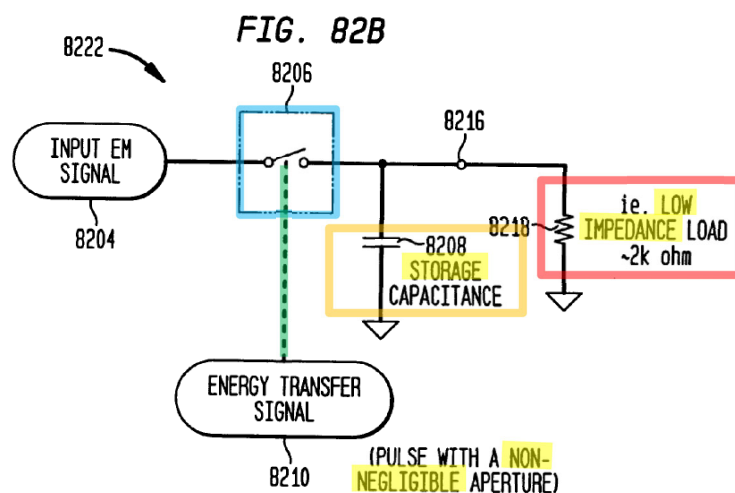 FIG. 82B
8222
8206
8216
INPUT EM
SIGNAL
8204
8218
ie. LOW
IMPEDANCE LOAD
~2k ohm
8208
STORAGE
CAPACITANCE
ENERGY TRANSFER
SIGNAL
8210
(PULSE WITH A NON-
NEGLIGIBLE APERTURE)